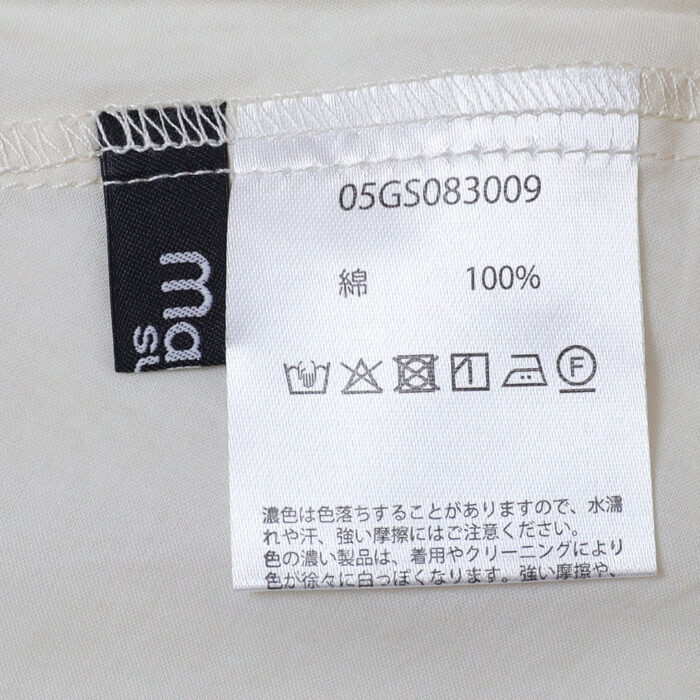 05GS083009
綿 100%
濃色は色落ちすることがありますので、水濡
れや汗、強い摩擦にはご注意ください。
色の濃い製品は、着用やクリーニングにより
色が徐々に白っぽくなります。強い摩擦や、
ma
su